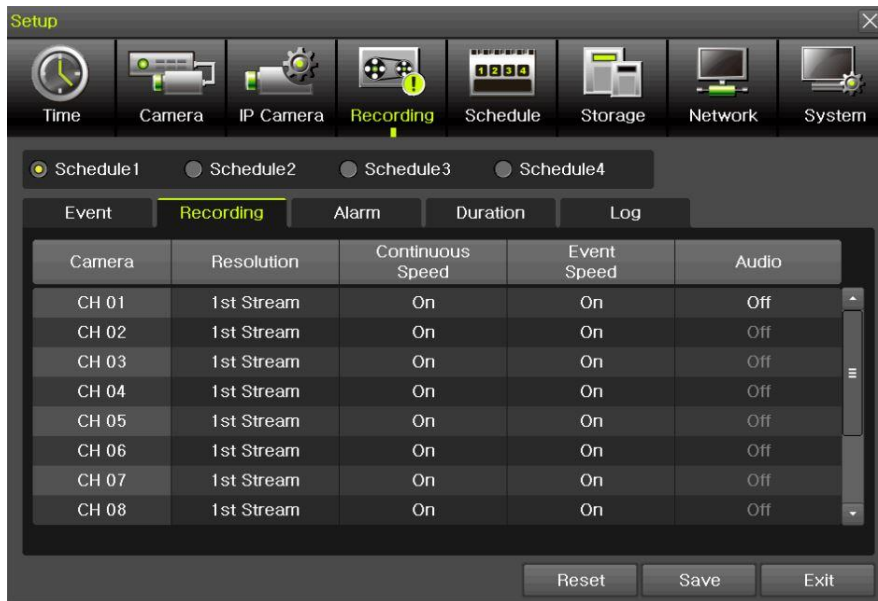 Setup
1 2 3 4
Time Camera IP Camera Recording Schedule Storage Network System
Schedule1 Schedule2 Schedule3 Schedule4
Event Recording Alarm Duration Log
Camera Resolution Continuous Speed Event Speed Audio
CH 01 1st Stream On On Off
CH 02 1st Stream On On Off
CH 03 1st Stream On On Off
CH 04 1st Stream On On Off
CH 05 1st Stream On On Off
CH 06 1st Stream On On Off
CH 07 1st Stream On On Off
CH 08 1st Stream On On Off
Reset Save Exit